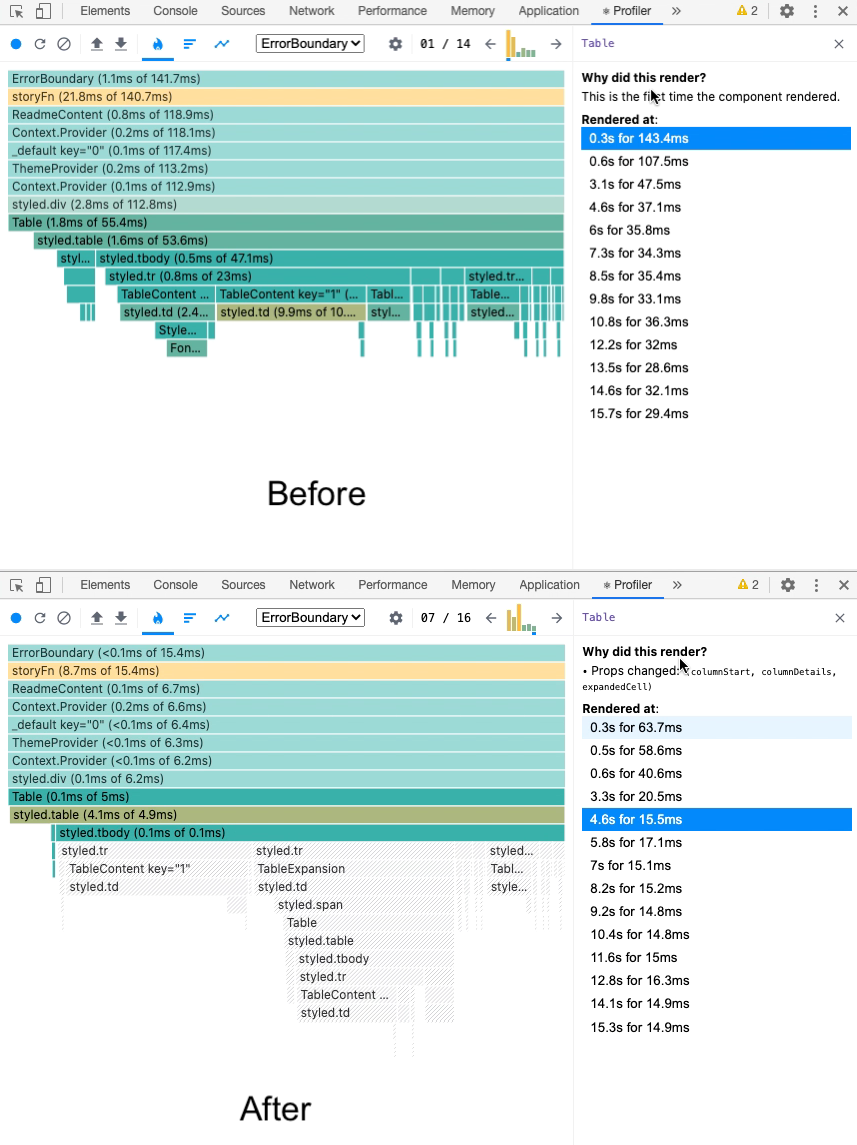 Elements Console Sources Network Performance Memory Application Profiler 2
ErrorBoundary 01 / 14 Table
ErrorBoundary (1.1ms of 141.7ms)
storyFn (21.8ms of 140.7ms)
ReadmeContent (0.8ms of 118.9ms)
Context.Provider (0.2ms of 118.1ms)
_default key="0" (0.1ms of 117.4ms)
ThemeProvider (0.2ms of 113.2ms)
Context.Provider (0.1ms of 112.9ms)
styled.div (2.8ms of 112.8ms)
Table (1.8ms of 55.4ms)
styled.table (1.6ms of 53.6ms)
styl... styled.tbody (0.5ms of 47.1ms)
styled.tr (0.8ms of 23ms) styled.tr...
TableContent ... TableContent key="1" (... Tabl... Table...
styled.td (2.4... styled.td (9.9ms of 10.... styl... styled...
Style...
Fon...
Before
Why did this render?
This is the first time the component rendered.
Rendered at:
0.3s for 143.4ms
0.6s for 107.5ms
3.1s for 47.5ms
4.6s for 37.1ms
6s for 35.8ms
7.3s for 34.3ms
8.5s for 35.4ms
9.8s for 33.1ms
10.8s for 36.3ms
12.2s for 32ms
13.5s for 28.6ms
14.6s for 32.1ms
15.7s for 29.4ms
Elements Console Sources Network Performance Memory Application Profiler 2
ErrorBoundary 07 / 16 Table
ErrorBoundary (<0.1ms of 15.4ms)
storyFn (8.7ms of 15.4ms)
ReadmeContent (0.1ms of 6.7ms)
Context.Provider (0.2ms of 6.6ms)
_default key="0" (<0.1ms of 6.4ms)
ThemeProvider (<0.1ms of 6.3ms)
Context.Provider (<0.1ms of 6.2ms)
styled.div (0.1ms of 6.2ms)
Table (0.1ms of 5ms)
styled.table (4.1ms of 4.9ms)
styled.tbody (0.1ms of 0.1ms)
styled.tr styled.tr styled...
TableContent key="1" TableExpansion Tabl...
styled.td styled.td style...
styled.span
Table
styled.table
styled.tbody
styled.tr
TableContent ...
styled.td
After
Why did this render?
• Props changed: (columnStart, columnDetails,
expandedCell)
Rendered at:
0.3s for 63.7ms
0.5s for 58.6ms
0.6s for 40.6ms
3.3s for 20.5ms
4.6s for 15.5ms
5.8s for 17.1ms
7s for 15.1ms
8.2s for 15.2ms
9.2s for 14.8ms
10.4s for 14.8ms
11.6s for 15ms
12.8s for 16.3ms
14.1s for 14.9ms
15.3s for 14.9ms